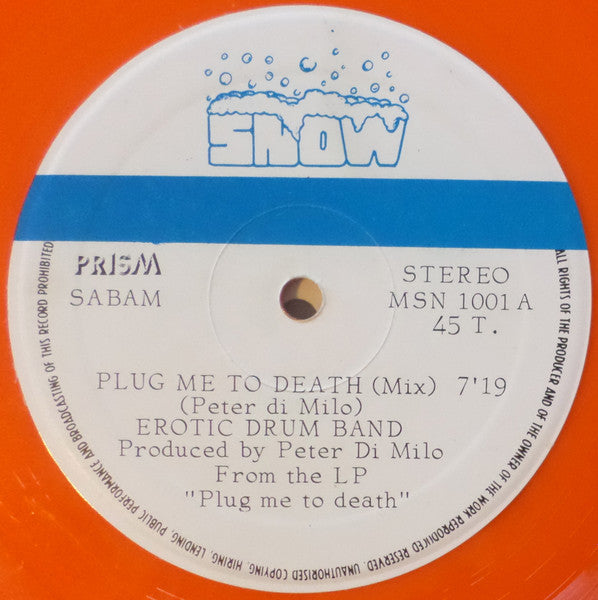 SNOW
PRISM
SABAM
STEREO
MSN 1001 A
45 T.
PLUG ME TO DEATH (Mix) 7'19
(Peter di Milo)
EROTIC DRUM BAND
Produced by Peter Di Milo
From the LP
"Plug me to death"
ALL RIGHTS OF THE PRODUCER AND OF THE OWNER OF THE WORK REPRODUCED RESERVED. UNAUTHORISED COPYING, HIRING, LENDING, PUBLIC PERFORMANCE AND BROADCASTING OF THIS RECORD PROHIBITED